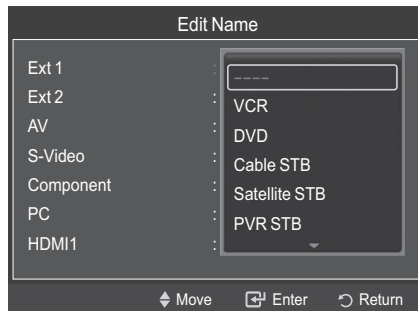 Edit Name
Ext 1 :
Ext 2 :
AV :
S-Video :
Component :
PC :
HDMI1 :
----
VCR
DVD
Cable STB
Satellite STB
PVR STB
Move Enter Return